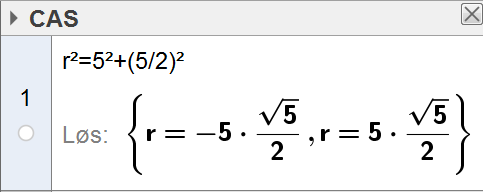 CAS
1
r²=5²+(5/2)²
Løs: {r = −5 · √5/2 , r = 5 · √5/2}